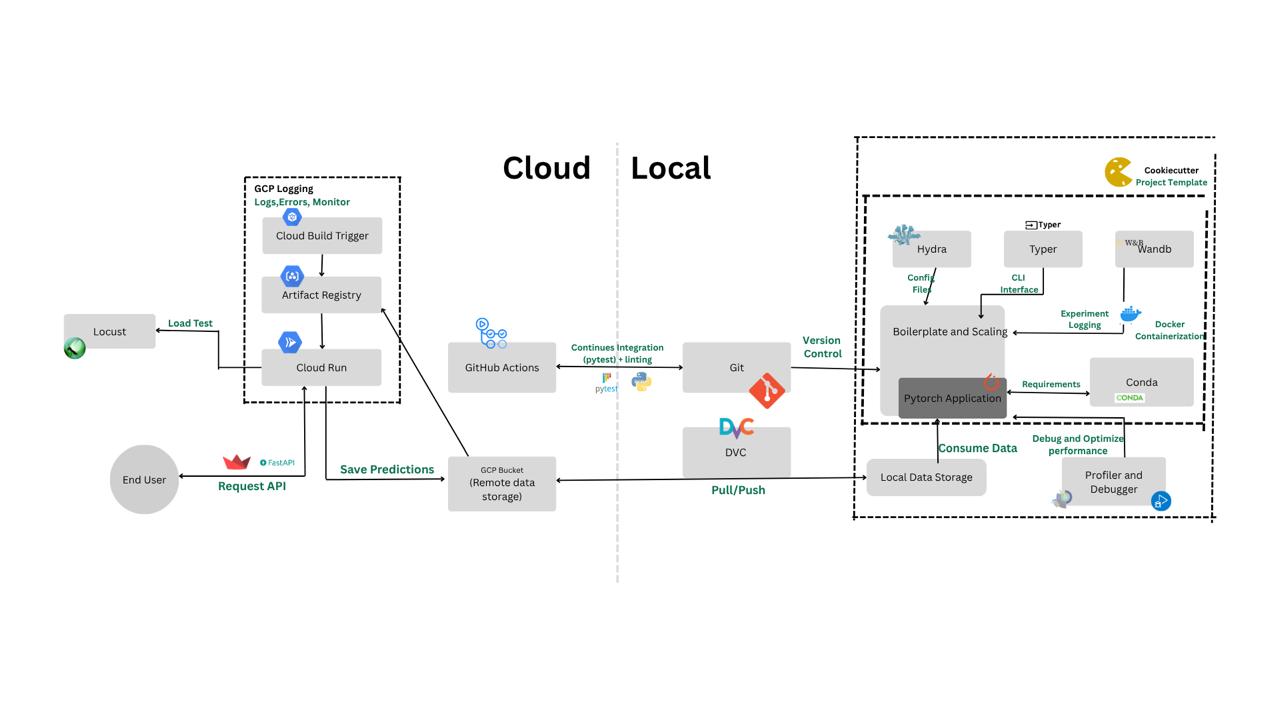 Cloud
Local
GCP Logging
Logs,Errors, Monitor
Cloud Build Trigger
Artifact Registry
Cloud Run
Locust
Load Test
End User
FastAPI
Request API
Save Predictions
GitHub Actions
Continues Integration
(pytest) + linting
pytest
GCP Bucket
(Remote data
storage)
Git
DVC
DVC
Pull/Push
Version
Control
Cookiecutter
Project Template
Hydra
Config
Files
Typer
Typer
CLI
Interface
W&B
Wandb
Experiment
Logging
Docker
Containerization
Boilerplate and Scaling
Pytorch Application
Requirements
Conda
CONDA
Consume Data
Local Data Storage
Debug and Optimize
performance
Profiler and
Debugger